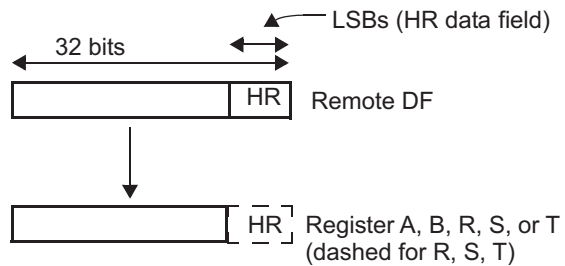 LSBs (HR data field)
32 bits
HR Remote DF
HR Register A, B, R, S, or T
(dashed for R, S, T)